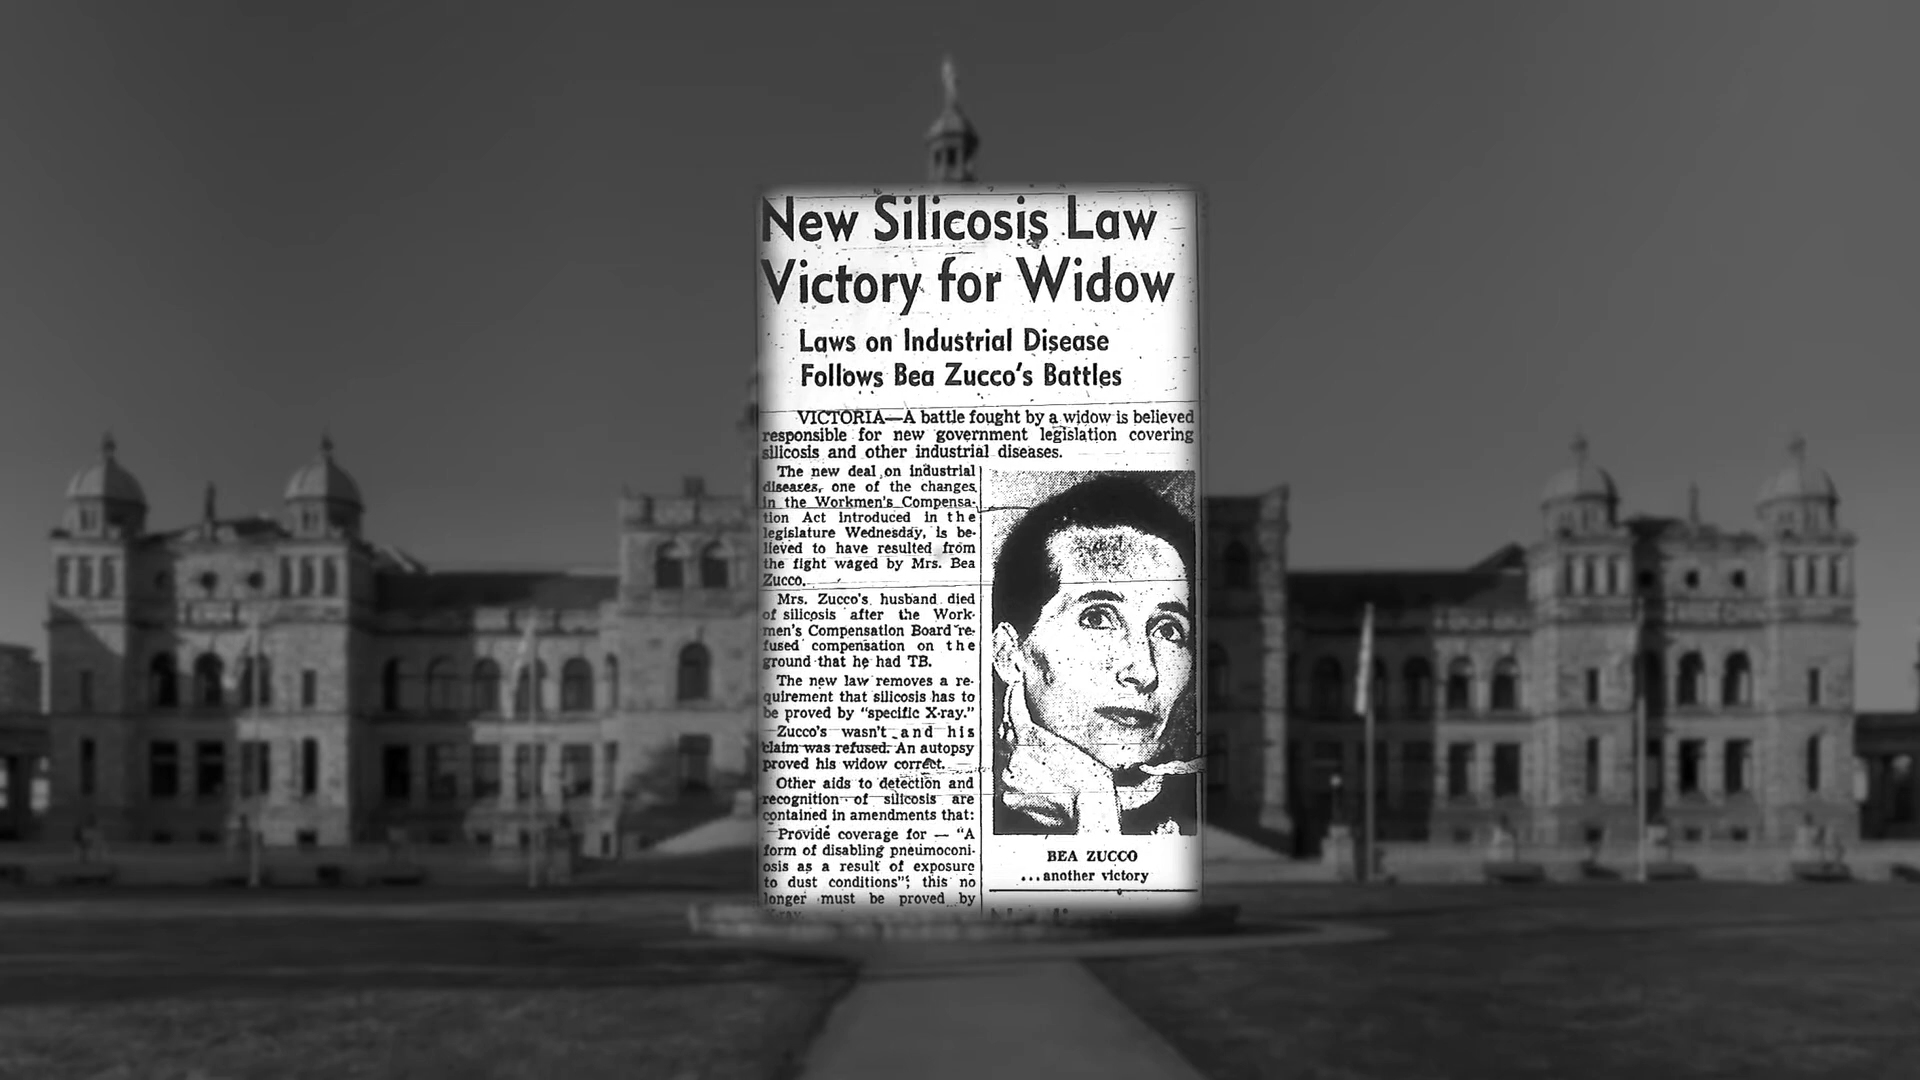 New Silicosis Law
Victory for Widow
Laws on Industrial Disease
Follows Bea Zucco's Battles
VICTORIA—A battle fought by a widow is believed
responsible for new government legislation covering
silicosis and other industrial diseases.
The new deal on industrial
diseases, one of the changes
in the Workmen's Compensa-
tion Act introduced in the
legislature Wednesday, is be-
lieved to have resulted from
the fight waged by Mrs. Bea
Zucco.
Mrs. Zucco's husband died
of silicosis after the Work-
men's Compensation Board re-
fused compensation on the
ground that he had TB.
The new law removes a re-
quirement that silicosis has to
be proved by "specific X-ray."
Zucco's wasn't and his
claim was refused. An autopsy
proved his widow correct.
Other aids to detection and
recognition of silicosis are
contained in amendments that:
Provide coverage for — "A
form of disabling pneumoconi-
osis as a result of exposure
to dust conditions"; this no
longer must be proved by
X-ray.
BEA ZUCCO
...another victory